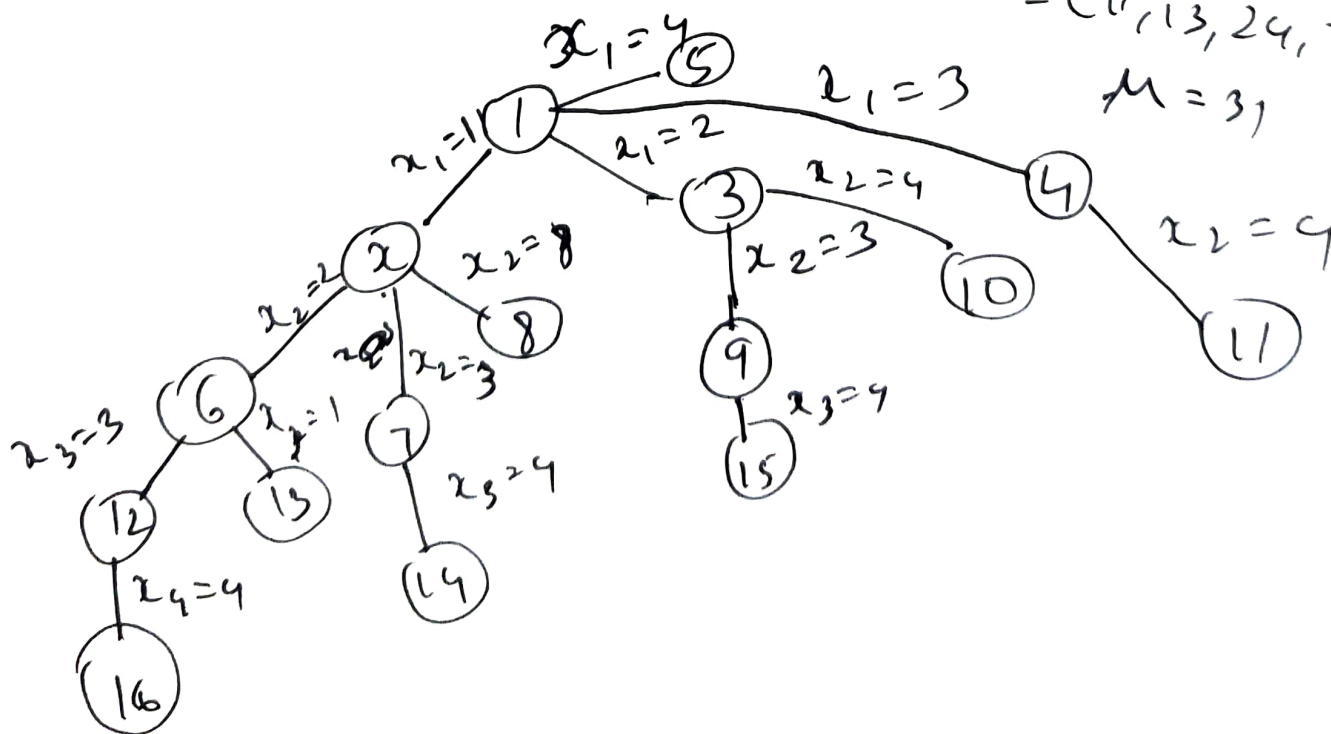 = (11, 13, 24,
M = 31
x₁ = 4
5
x₁ = 3
1
x₁ = 1
x₁ = 2
4
3
x₂ = 4
x
x₂ = 8
x₂ = 3
x₂ = 4
10
x₂ = 2
8
11
x₂ = 3
9
6
x₃ = 3
x₃ = 1
7
x₃ = 4
15
x₃ = 4
12
13
14
x₄ = 4
16